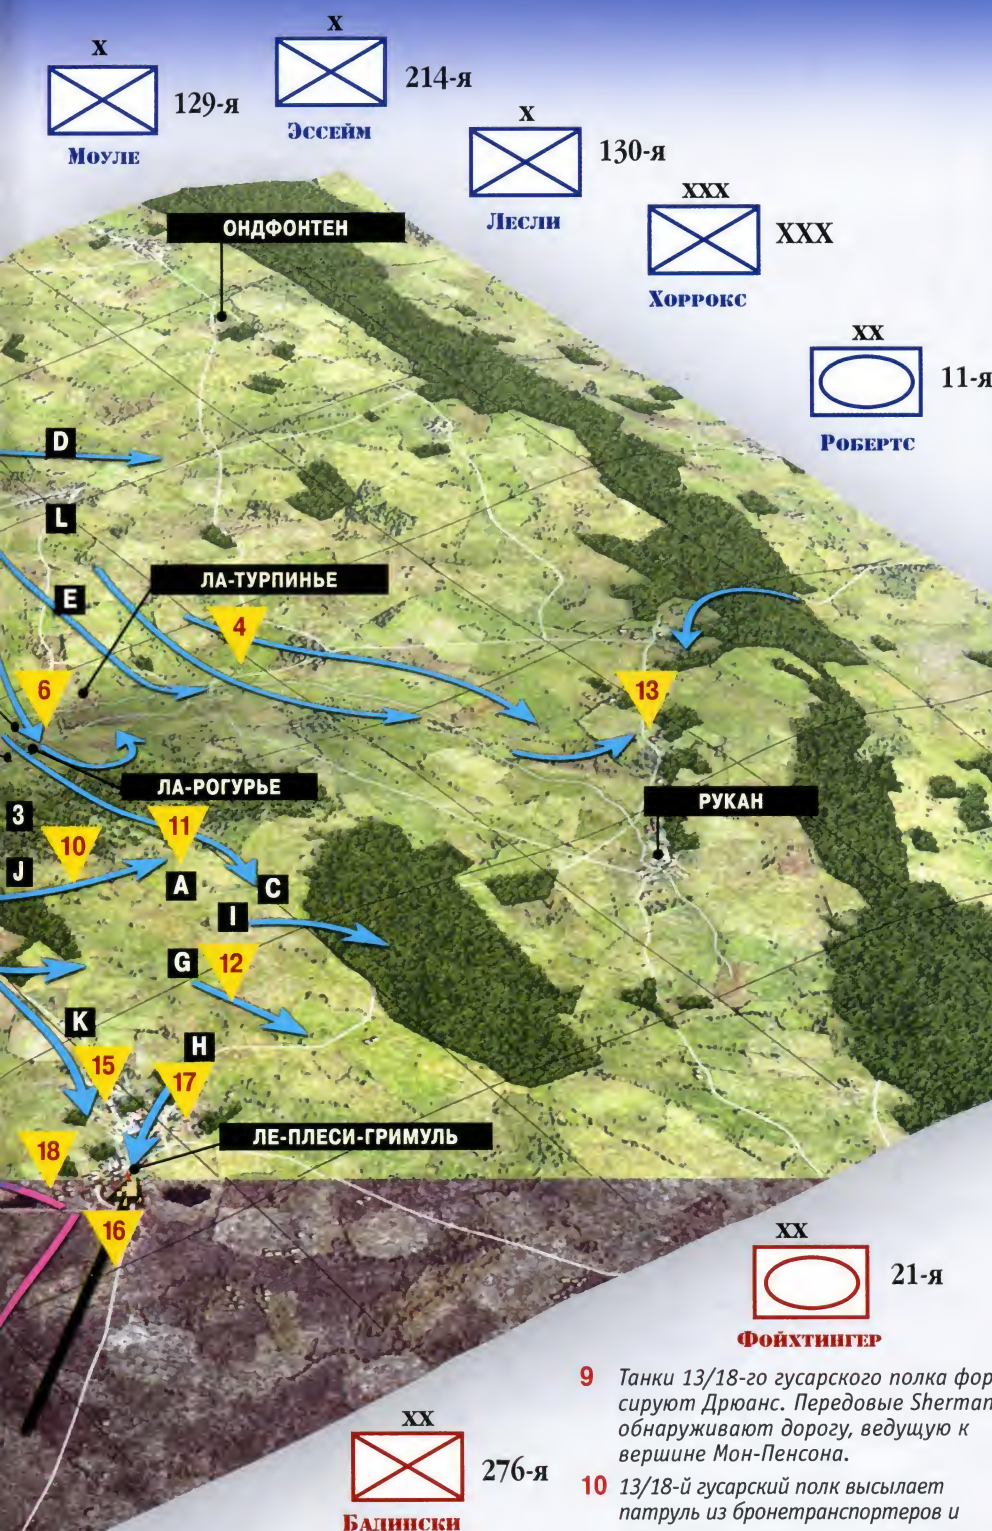 X
129-я
Моуле
X
214-я
Эссейм
X
130-я
Лесли
XXX
XXX
Хоррокс
XX
11-я
Робертс
ОНДФОНТЕН
D
L
ЛА-ТУРПИНЬЕ
E
4
6
13
ЛА-РОГУРЬЕ
РУКАН
3
11
10
J
A
C
I
G
12
K
H
15
17
ЛЕ-ПЛЕСИ-ГРИМУЛЬ
18
16
XX
21-я
Фойхтингер
XX
276-я
Бадински
9 Танки 13/18-го гусарского полка фор-
сируют Дрюанс. Передовые Sherman
обнаруживают дорогу, ведущую к
вершине Мон-Пенсона.
10 13/18-й гусарский полк высылает
патруль из бронетранспортеров и